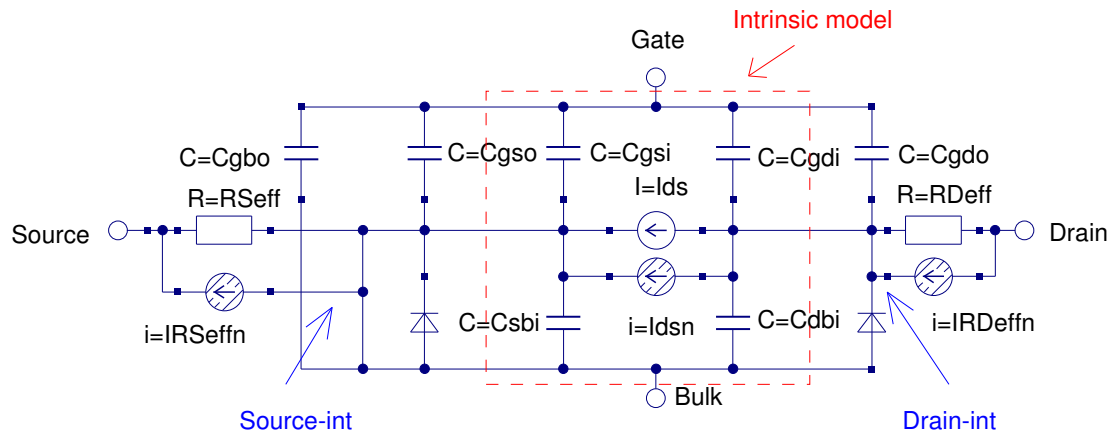 Intrinsic model
Gate
C=Cgbo
C=Cgso
C=Cgsi
C=Cgdi
C=Cgdo
R=RSeff
I=Ids
R=RDeff
Source
Drain
i=IRSeffn
C=Csbi
i=Idsn
C=Cdbi
i=IRDeffn
Bulk
Source-int
Drain-int